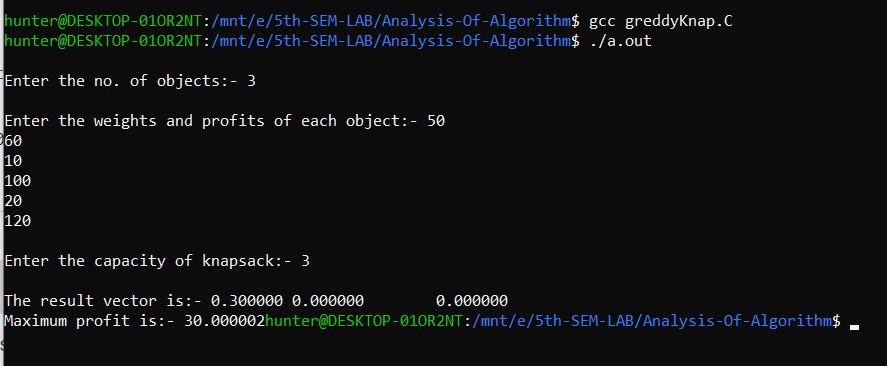 hunter@DESKTOP-01OR2NT:/mnt/e/5th-SEM-LAB/Analysis-Of-Algorithm$ gcc greddyKnap.C
hunter@DESKTOP-01OR2NT:/mnt/e/5th-SEM-LAB/Analysis-Of-Algorithm$ ./a.out
Enter the no. of objects:- 3
Enter the weights and profits of each object:- 50
60
10
100
20
120
Enter the capacity of knapsack:- 3
The result vector is:- 0.300000 0.000000 0.000000
Maximum profit is:- 30.000002hunter@DESKTOP-01OR2NT:/mnt/e/5th-SEM-LAB/Analysis-Of-Algorithm$